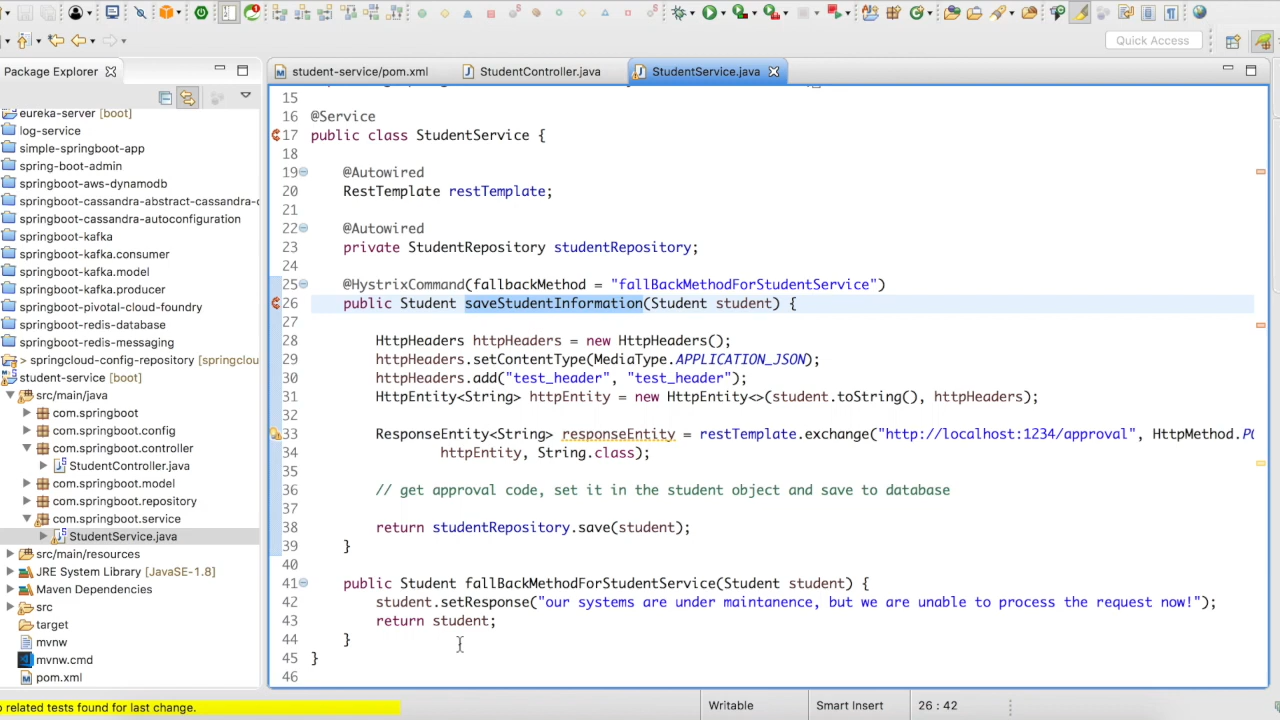 Quick Access
Package Explorer
student-service/pom.xml
StudentController.java
StudentService.java
eureka-server [boot]
log-service
simple-springboot-app
spring-boot-admin
springboot-aws-dynamodb
springboot-cassandra-abstract-cassandra-c
springboot-cassandra-autoconfiguration
springboot-kafka
springboot-kafka.consumer
springboot-kafka.model
springboot-kafka.producer
springboot-pivotal-cloud-foundry
springboot-redis-database
springboot-redis-messaging
> springcloud-config-repository [springclou
student-service [boot]
src/main/java
com.springboot
com.springboot.config
com.springboot.controller
StudentController.java
com.springboot.model
com.springboot.repository
com.springboot.service
StudentService.java
src/main/resources
JRE System Library [JavaSE-1.8]
Maven Dependencies
src
target
mvnw
mvnw.cmd
pom.xml
15
16 @Service
17 public class StudentService {
18
19 @Autowired
20 RestTemplate restTemplate;
21
22 @Autowired
23 private StudentRepository studentRepository;
24
25 @HystrixCommand(fallbackMethod = "fallBackMethodForStudentService")
26 public Student saveStudentInformation(Student student) {
27
28 HttpHeaders httpHeaders = new HttpHeaders();
29 httpHeaders.setContentType(MediaType.APPLICATION_JSON);
30 httpHeaders.add("test_header", "test_header");
31 HttpEntity<String> httpEntity = new HttpEntity<>(student.toString(), httpHeaders);
32
33 ResponseEntity<String> responseEntity = restTemplate.exchange("http://localhost:1234/approval", HttpMethod.PO
34 httpEntity, String.class);
35
36 // get approval code, set it in the student object and save to database
37
38 return studentRepository.save(student);
39 }
40
41 public Student fallBackMethodForStudentService(Student student) {
42 student.setResponse("our systems are under maintanence, but we are unable to process the request now!");
43 return student;
44 }
45 }
46
related tests found for last change.
Writable
Smart Insert
26 : 42